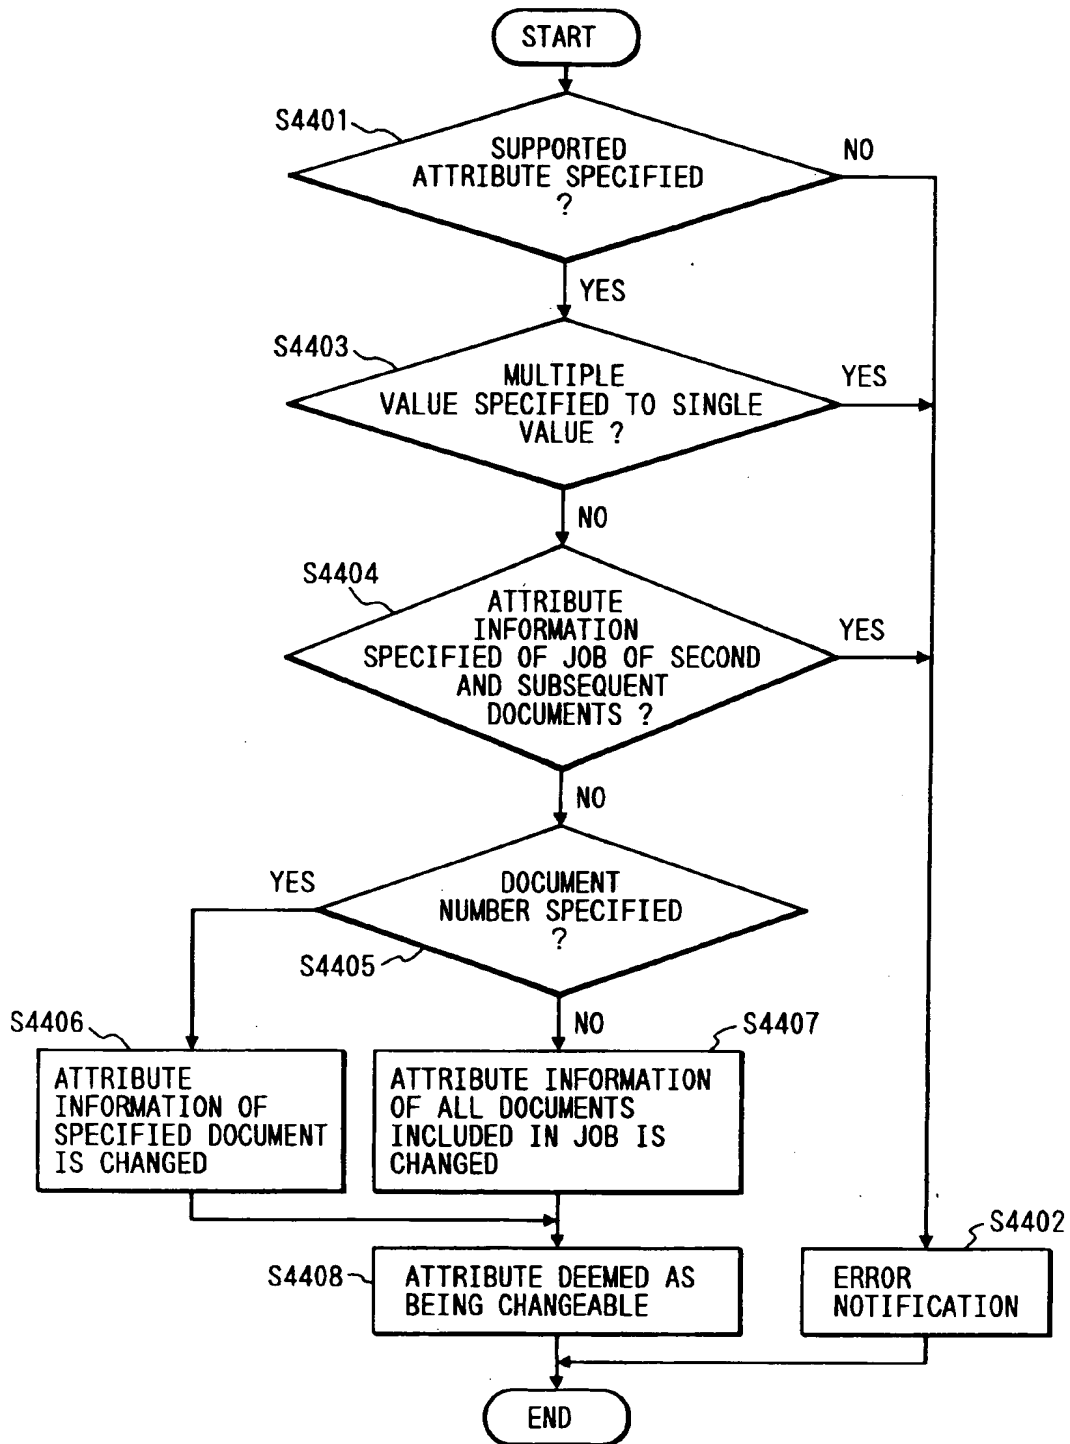 START
S4401
SUPPORTED
ATTRIBUTE SPECIFIED
?
NO
YES
S4403
MULTIPLE
VALUE SPECIFIED TO SINGLE
VALUE ?
YES
NO
S4404
ATTRIBUTE
INFORMATION
SPECIFIED OF JOB OF SECOND
AND SUBSEQUENT
DOCUMENTS ?
YES
NO
YES
DOCUMENT
NUMBER SPECIFIED
?
S4405
NO
S4406
ATTRIBUTE
INFORMATION OF
SPECIFIED DOCUMENT
IS CHANGED
S4407
ATTRIBUTE INFORMATION
OF ALL DOCUMENTS
INCLUDED IN JOB IS
CHANGED
S4408
ATTRIBUTE DEEMED AS
BEING CHANGEABLE
S4402
ERROR
NOTIFICATION
END